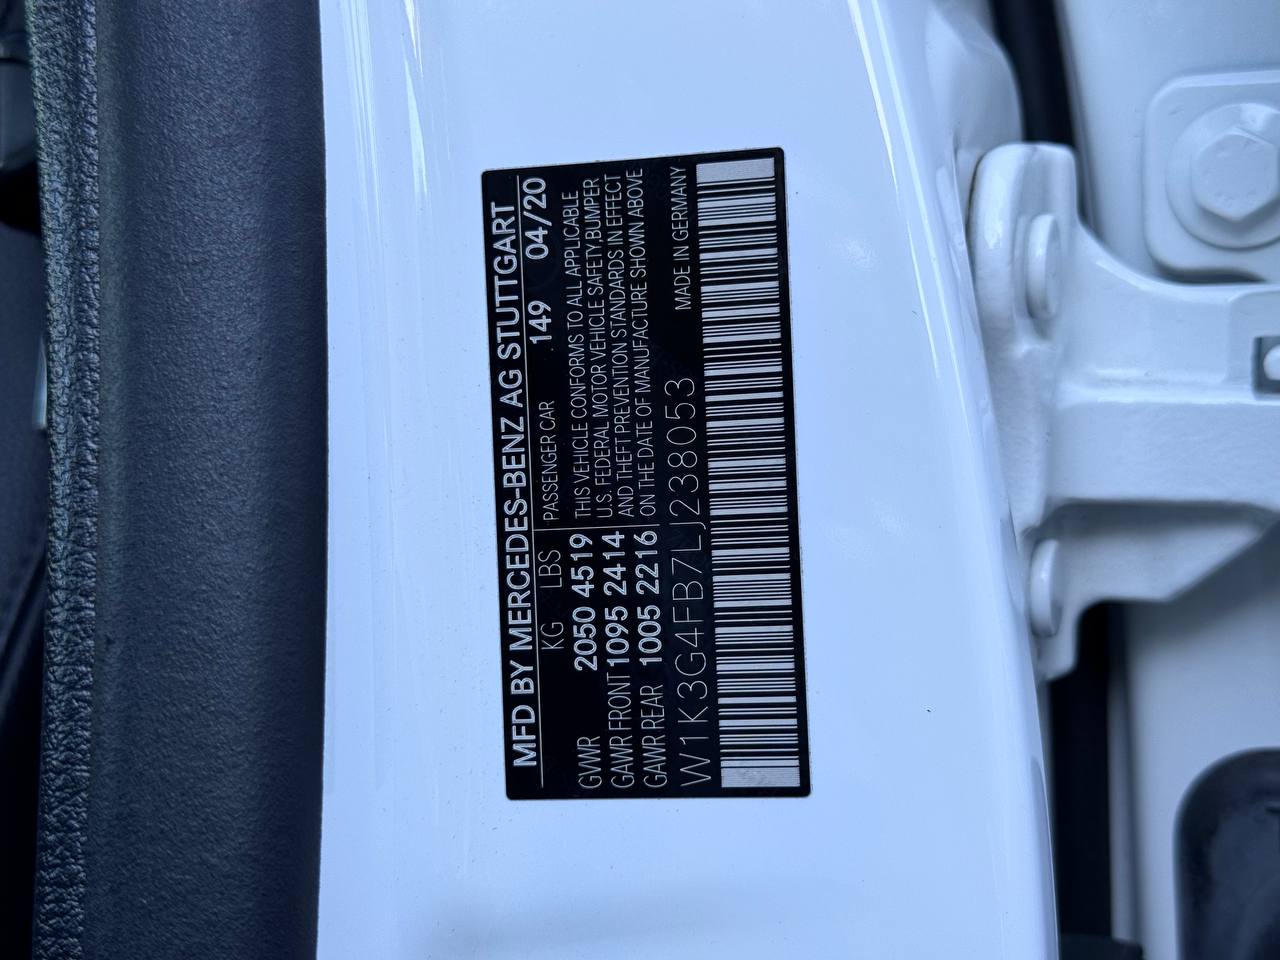 MFD BY MERCEDES-BENZ AG STUTTGART
KG LBS
GVWR 2050 4519
GAWR FRONT 1095 2414
GAWR REAR 1005 2216
PASSENGER CAR 149 04/20
THIS VEHICLE CONFORMS TO ALL APPLICABLE
U.S. FEDERAL MOTOR VEHICLE SAFETY, BUMPER
AND THEFT PREVENTION STANDARDS IN EFFECT
ON THE DATE OF MANUFACTURE SHOWN ABOVE
W1K3G4FB7LJ238053 MADE IN GERMANY